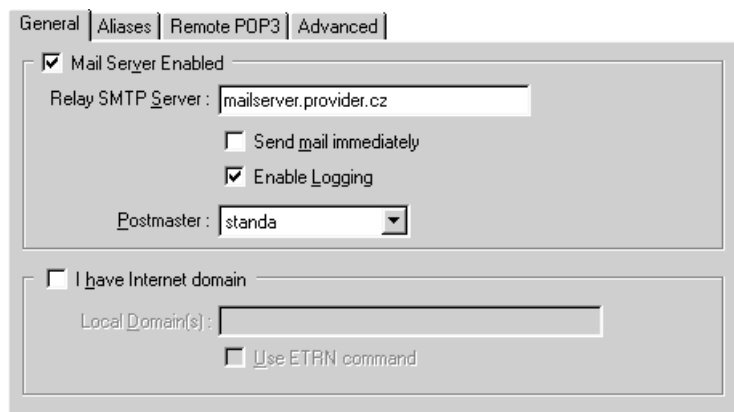 General Aliases Remote POP3 Advanced
Mail Server Enabled
Relay SMTP Server : mailserver.provider.cz
Send mail immediately
Enable Logging
Postmaster : standa
I have Internet domain
Local Domain(s) :
Use ETRN command